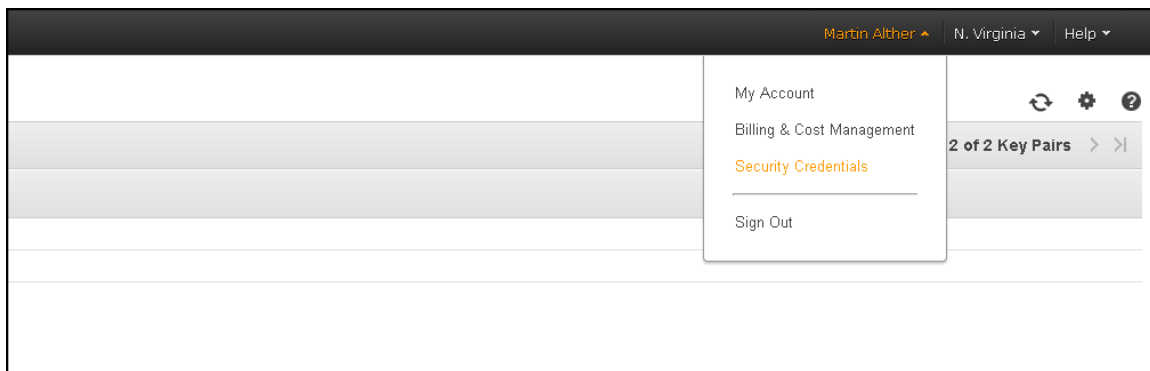 Martin Alther N. Virginia Help
My Account
Billing & Cost Management
2 of 2 Key Pairs
Security Credentials
Sign Out